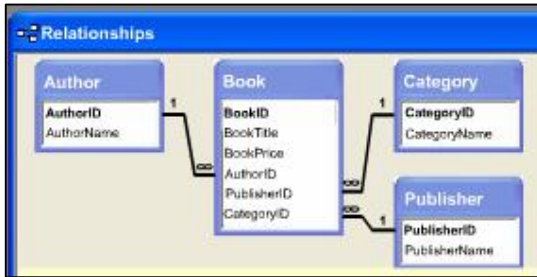 Relationships
Author
AuthorID
AuthorName
1
∞
Book
BookID
BookTitle
BookPrice
AuthorID
PublisherID
CategoryID
1
∞
Category
CategoryID
CategoryName
∞
1
Publisher
PublisherID
PublisherName